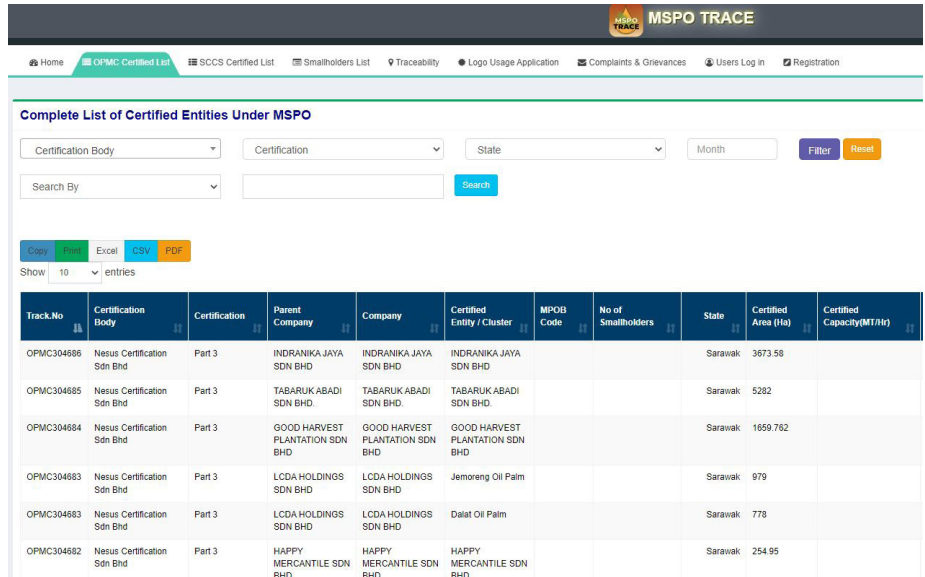 MSPO TRACE MSPO TRACE
Home OPMC Certified List SCCS Certified List Smallholders List Traceability Logo Usage Application Complaints & Grievances Users Log in Registration
Complete List of Certified Entities Under MSPO
Certification Body Certification State Month Filter Reset
Search By Search
Copy Print Excel CSV PDF
Show 10 entries
Track.No Certification Body Certification Parent Company Company Certified Entity / Cluster MPOB Code No of Smallholders State Certified Area (Ha) Certified Capacity(MT/Hr)
OPMC304686 Nesus Certification Sdn Bhd Part 3 INDRANIKA JAYA SDN BHD INDRANIKA JAYA SDN BHD INDRANIKA JAYA SDN BHD Sarawak 3673.58
OPMC304685 Nesus Certification Sdn Bhd Part 3 TABARUK ABADI SDN BHD. TABARUK ABADI SDN BHD. TABARUK ABADI SDN BHD. Sarawak 5282
OPMC304684 Nesus Certification Sdn Bhd Part 3 GOOD HARVEST PLANTATION SDN BHD GOOD HARVEST PLANTATION SDN BHD GOOD HARVEST PLANTATION SDN BHD Sarawak 1659.762
OPMC304683 Nesus Certification Sdn Bhd Part 3 LCDA HOLDINGS SDN BHD LCDA HOLDINGS SDN BHD Jemoreng Oil Palm Sarawak 979
OPMC304683 Nesus Certification Sdn Bhd Part 3 LCDA HOLDINGS SDN BHD LCDA HOLDINGS SDN BHD Dalat Oil Palm Sarawak 778
OPMC304682 Nesus Certification Sdn Bhd Part 3 HAPPY MERCANTILE SDN BHD HAPPY MERCANTILE SDN BHD HAPPY MERCANTILE SDN BHD Sarawak 254.95